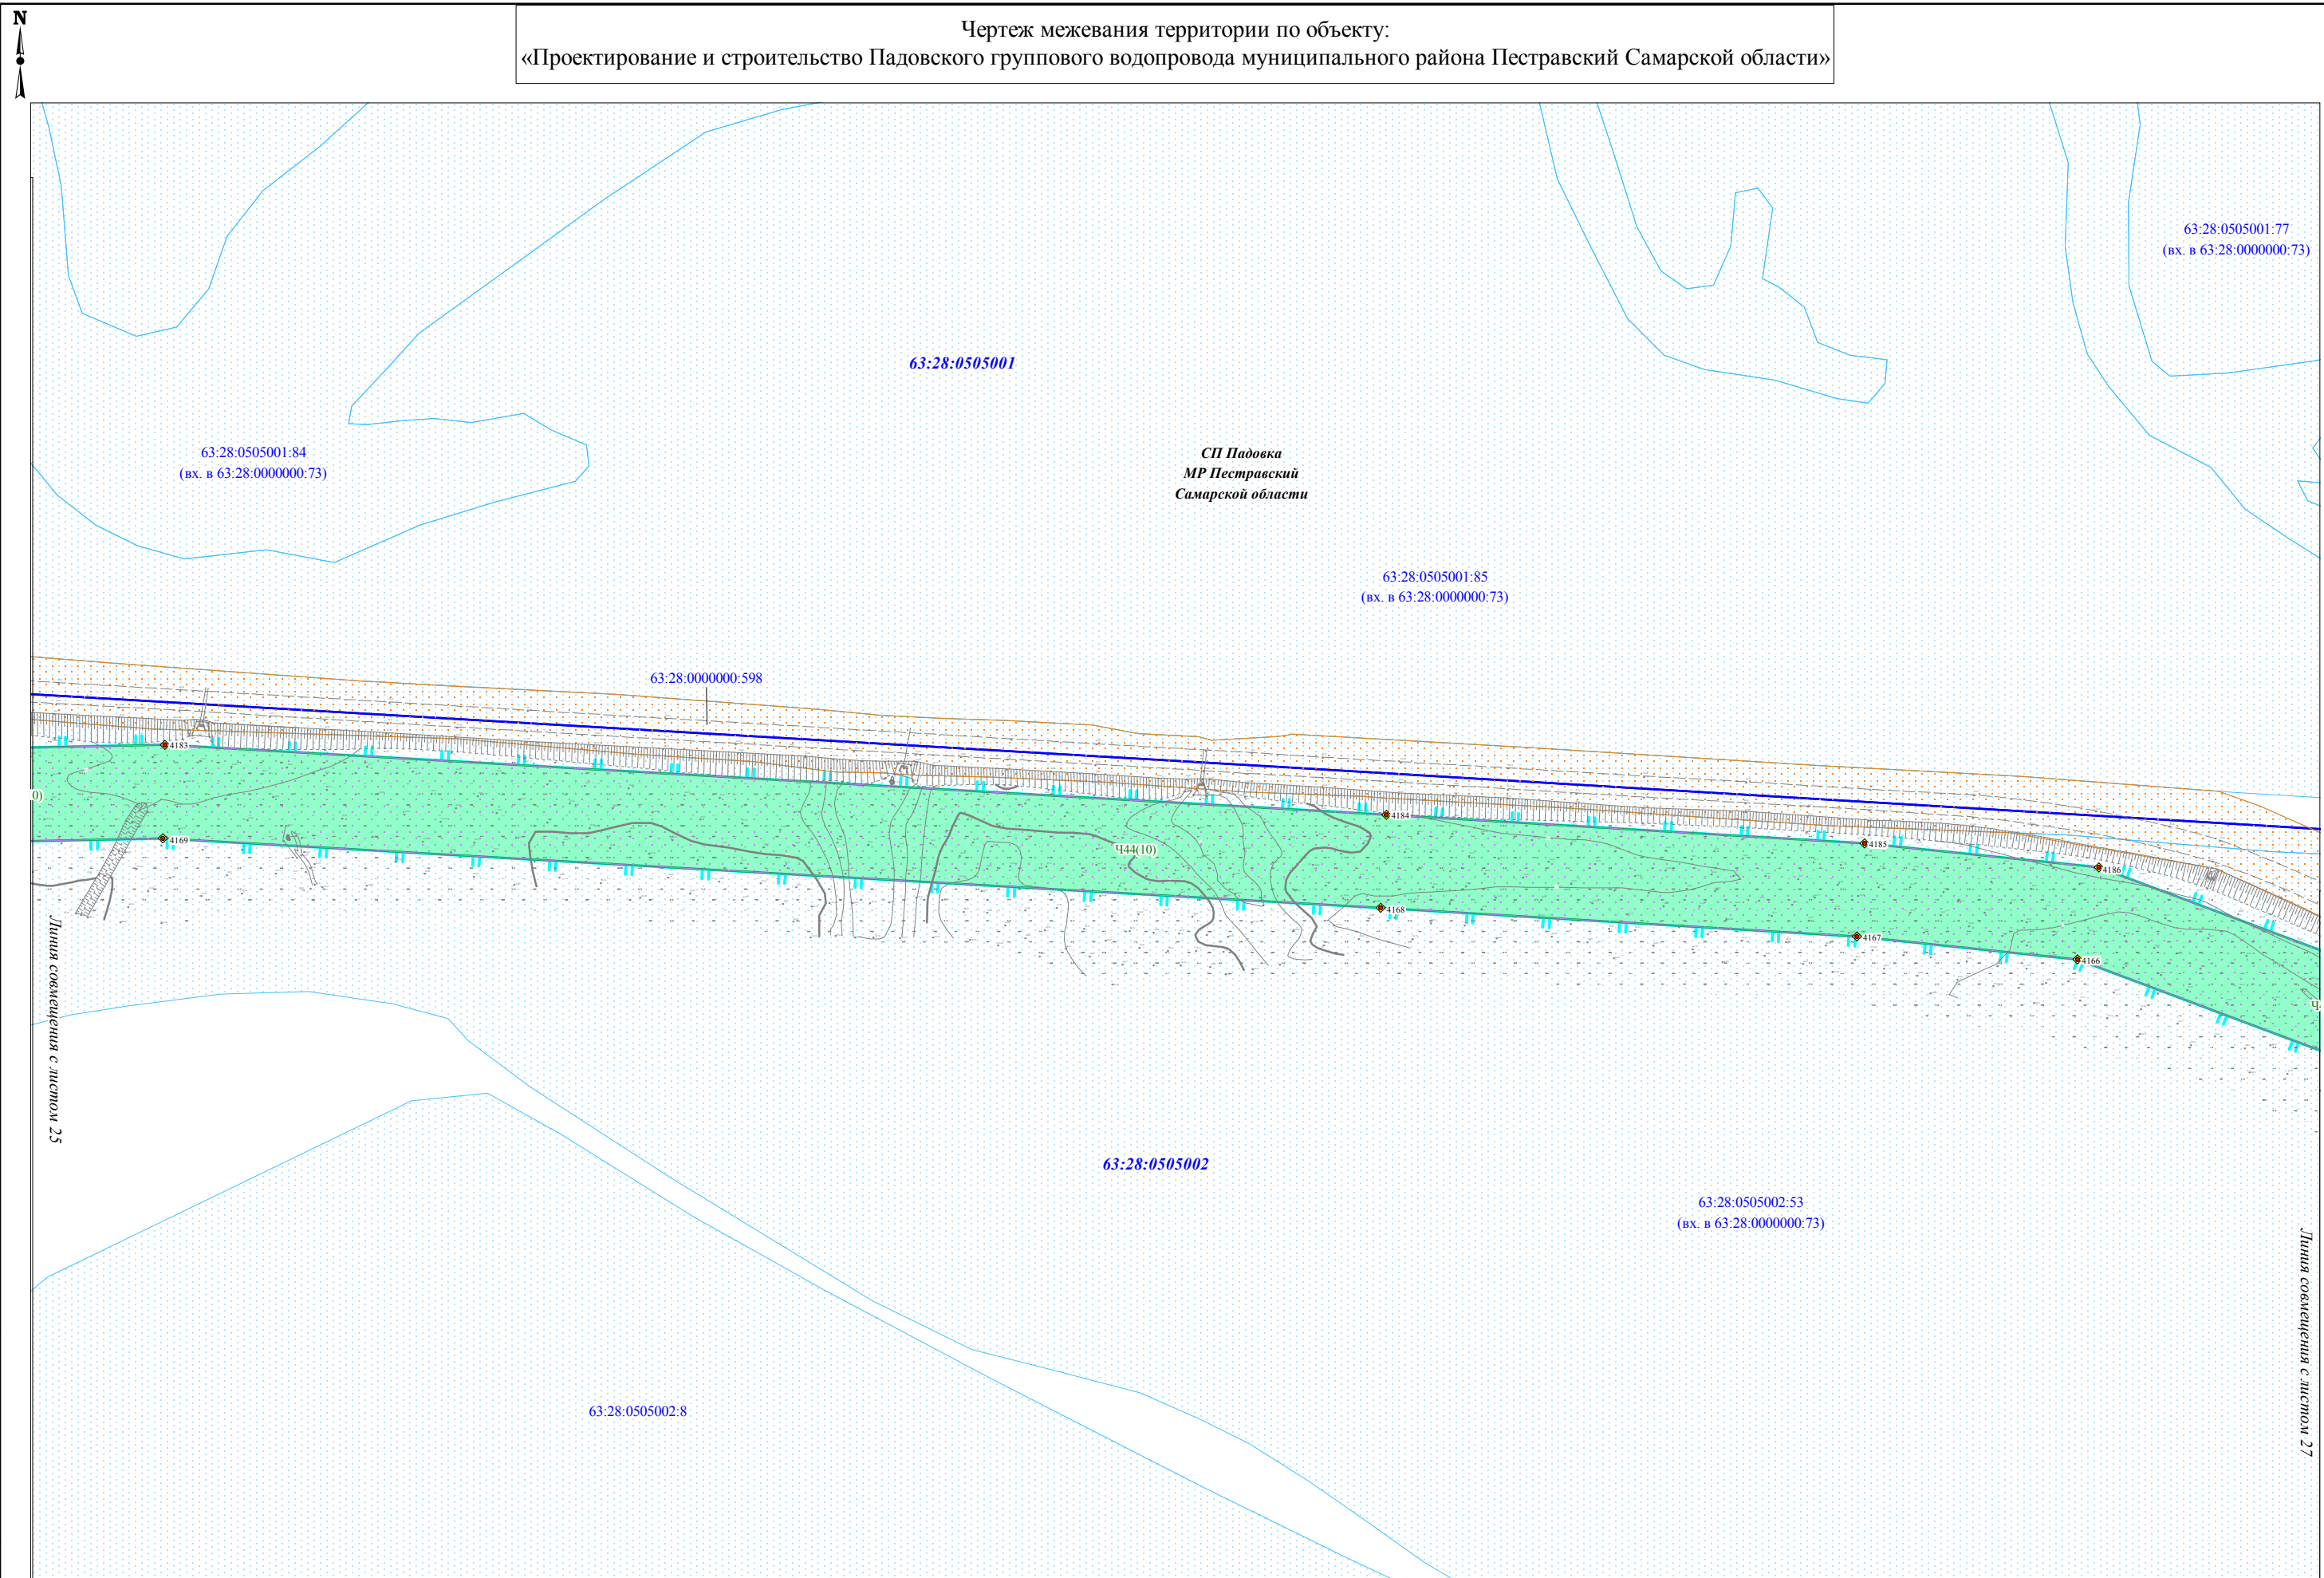 N
Чертеж межевания территории по объекту:
«Проектирование и строительство Падовского группового водопровода муниципального района Пестравский Самарской области»
63:28:0505001:77
(вх. в 63:28:0000000:73)
63:28:0505001
63:28:0505001:84
(вх. в 63:28:0000000:73)
СП Падовка
МР Пестравский
Самарской области
63:28:0505001:85
(вх. в 63:28:0000000:73)
63:28:0000000:598
4183
0)
4184
4169
4185
Ч44(10)
4186
4168
4167
4166
Ч
Линия совмещения с листом 25
63:28:0505002
63:28:0505002:53
(вх. в 63:28:0000000:73)
Линия совмещения с листом 27
63:28:0505002:8